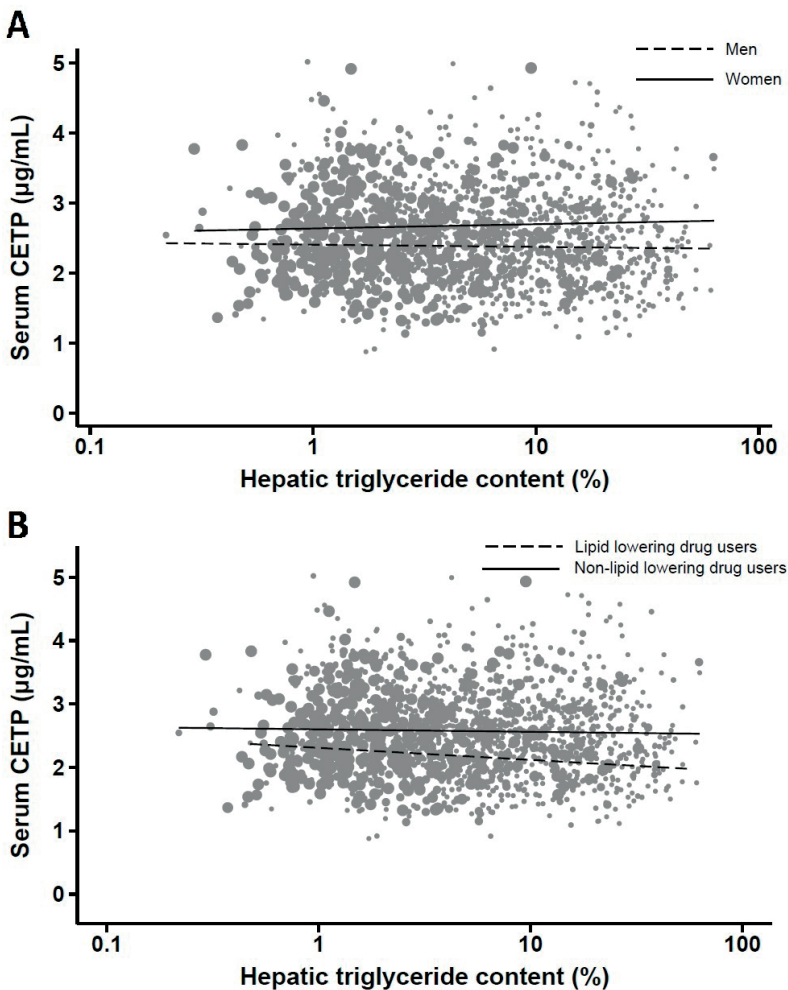 A
Men
Women
5
4
3
2
1
0
Serum CETP (µg/mL)
0.1
1
10
100
Hepatic triglyceride content (%)
B
Lipid lowering drug users
Non-lipid lowering drug users
5
4
3
2
1
0
Serum CETP (µg/mL)
0.1
1
10
100
Hepatic triglyceride content (%)